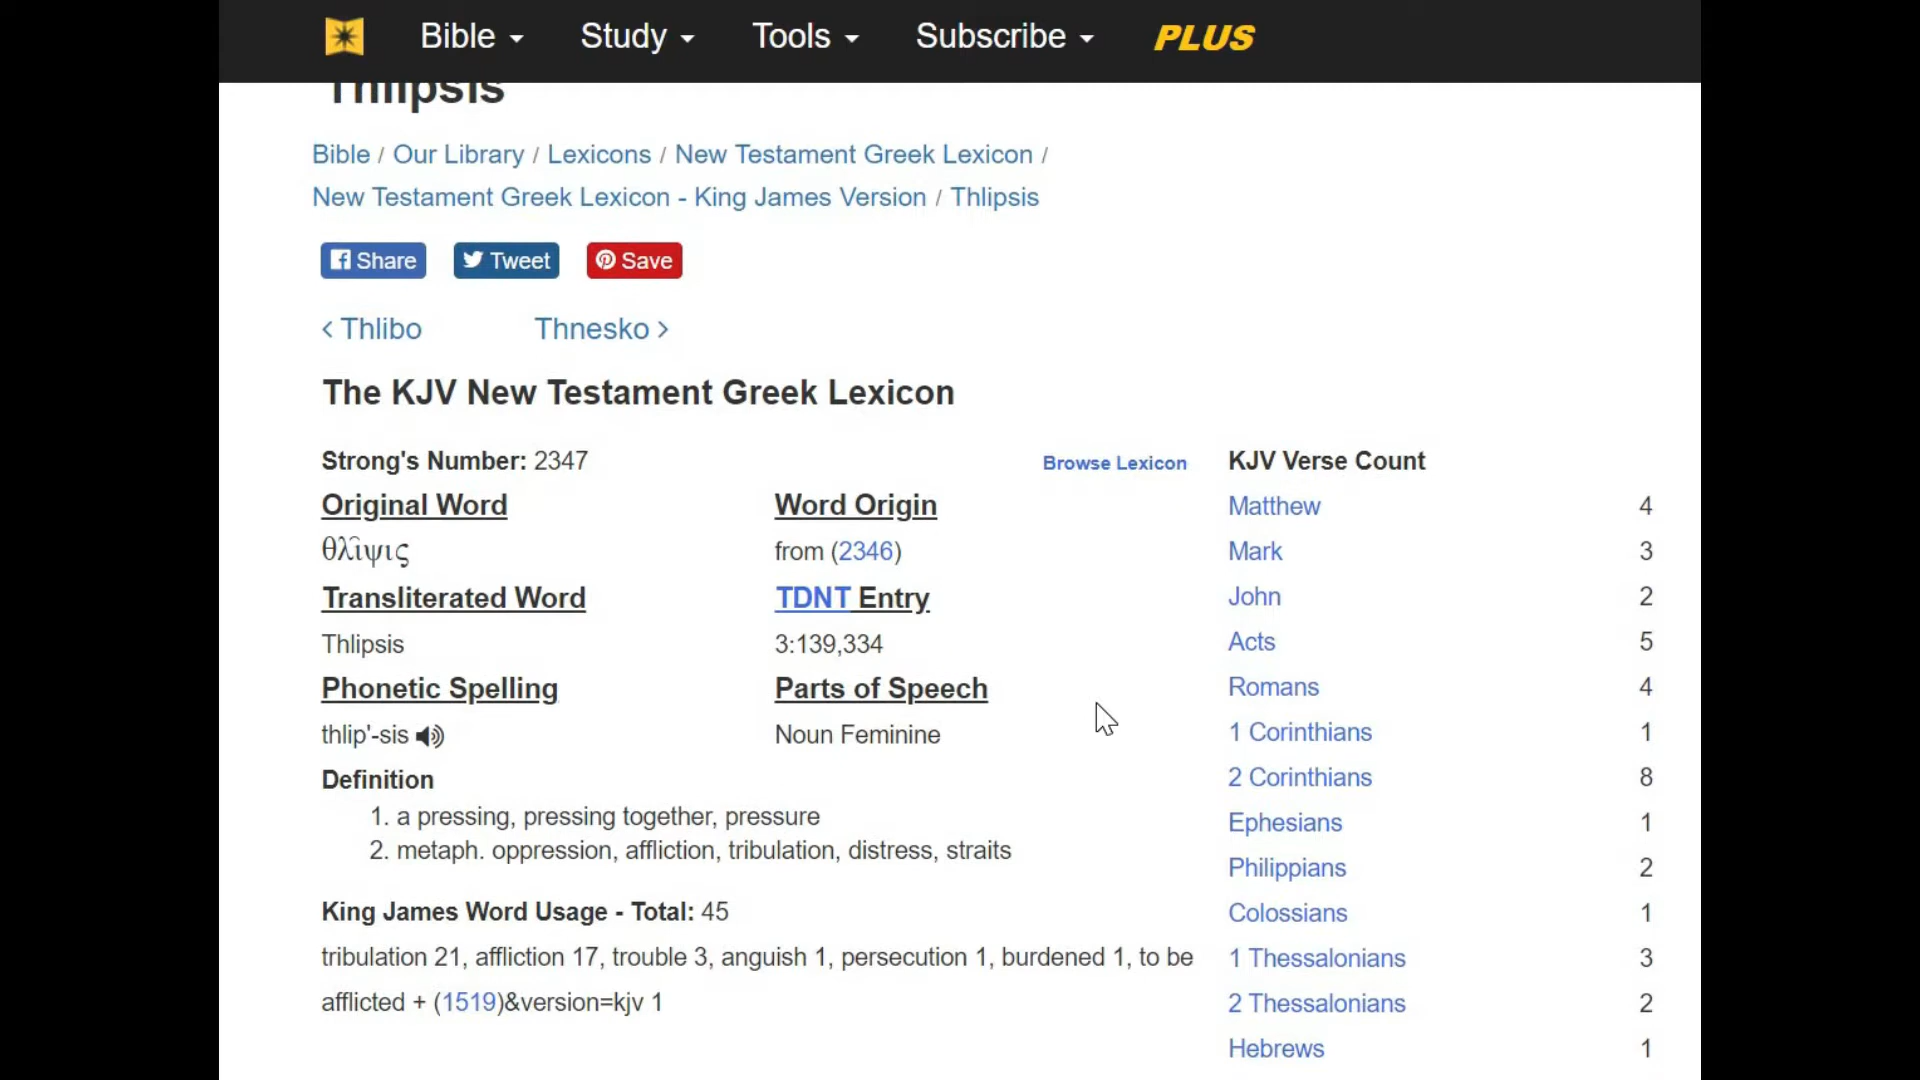 Bible Study Tools Subscribe PLUS
Thlipsis
Bible / Our Library / Lexicons / New Testament Greek Lexicon /
New Testament Greek Lexicon - King James Version / Thlipsis
Share Tweet Save
< Thlibo Thnesko >
The KJV New Testament Greek Lexicon
Strong's Number: 2347
Browse Lexicon
Original Word Word Origin
θλῖψις from (2346)
Transliterated Word TDNT Entry
Thlipsis 3:139,334
Phonetic Spelling Parts of Speech
thlip'-sis Noun Feminine
Definition
1. a pressing, pressing together, pressure
2. metaph. oppression, affliction, tribulation, distress, straits
King James Word Usage - Total: 45
tribulation 21, affliction 17, trouble 3, anguish 1, persecution 1, burdened 1, to be
afflicted + (1519)&version=kjv 1
KJV Verse Count
Matthew 4
Mark 3
John 2
Acts 5
Romans 4
1 Corinthians 1
2 Corinthians 8
Ephesians 1
Philippians 2
Colossians 1
1 Thessalonians 3
2 Thessalonians 2
Hebrews 1